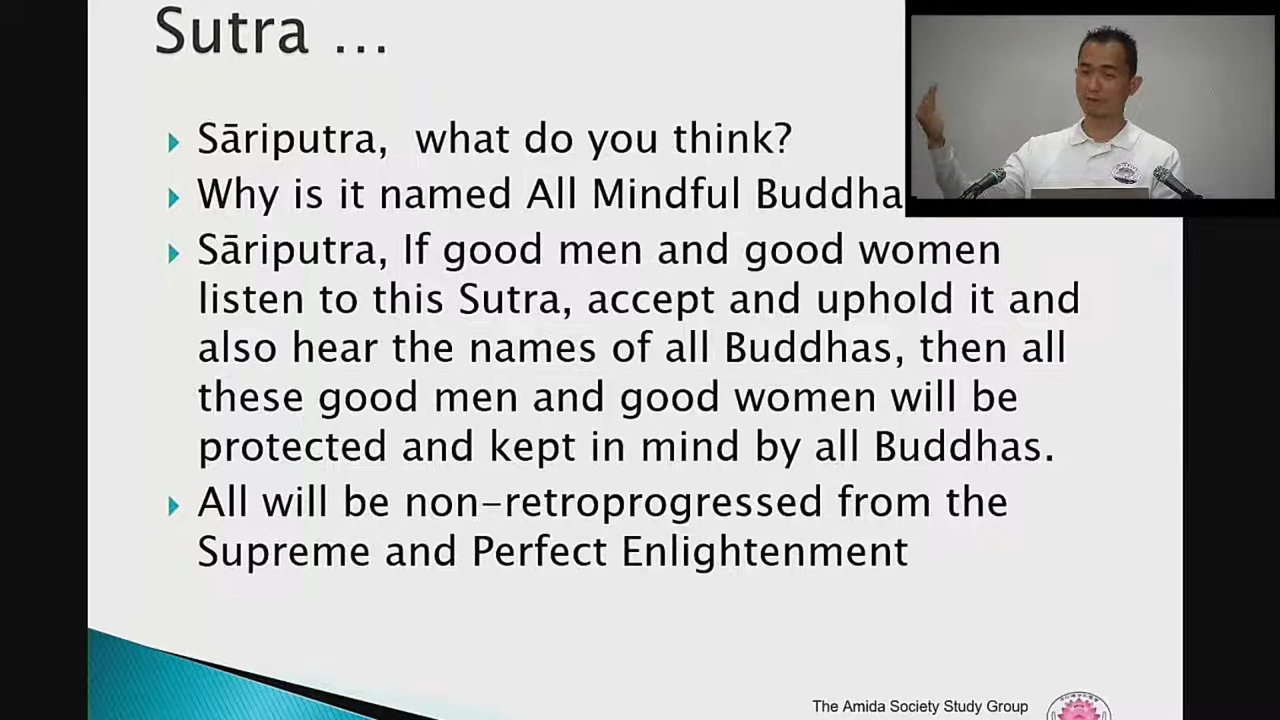 Sutra ...
Sāriputra, what do you think?
Why is it named All Mindful Buddha
Sāriputra, If good men and good women
listen to this Sutra, accept and uphold it and
also hear the names of all Buddhas, then all
these good men and good women will be
protected and kept in mind by all Buddhas.
All will be non-retroprogressed from the
Supreme and Perfect Enlightenment
The Amida Society Study Group